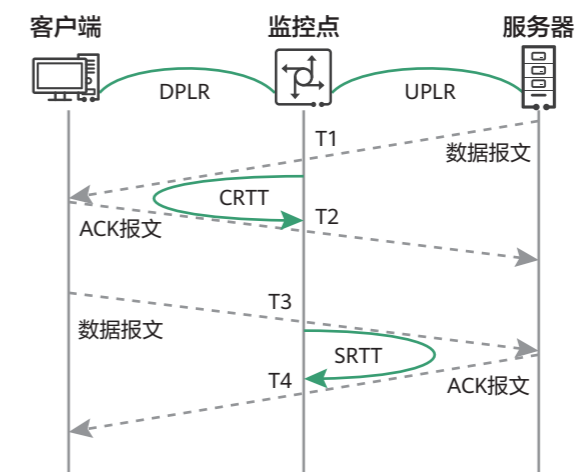 客户端
监控点
服务器
DPLR
UPLR
T1
数据报文
CRTT
T2
ACK报文
T3
数据报文
SRTT
T4
ACK报文